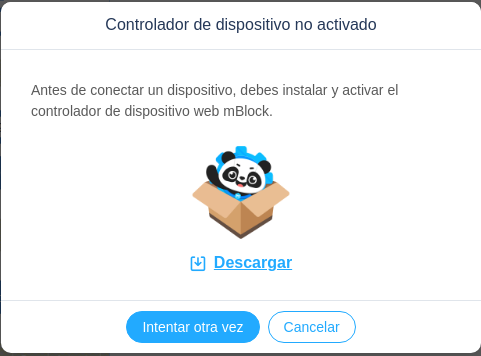 Controlador de dispositivo no activado
Antes de conectar un dispositivo, debes instalar y activar el
controlador de dispositivo web mBlock.
Descargar
Intentar otra vez
Cancelar